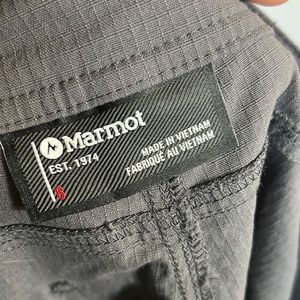 Marmot
EST. 1974
MADE IN VIETNAM
FABRIQUÉ AU VIETNAM